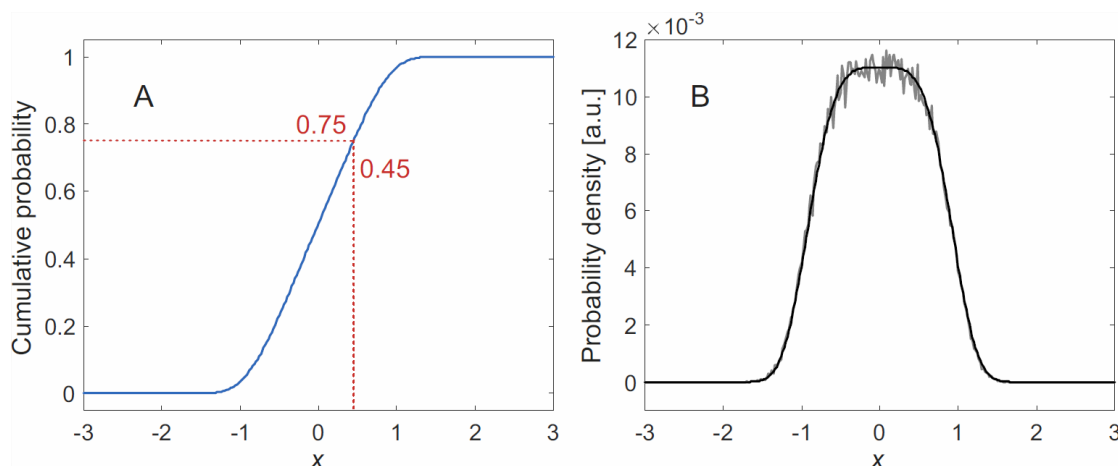 A
Cumulative probability
1
0.8
0.6
0.4
0.2
0
0.75
0.45
-3 -2 -1 0 1 2 3
x
B
×10-3
Probability density [a.u.]
12
10
8
6
4
2
0
-3 -2 -1 0 1 2 3
x